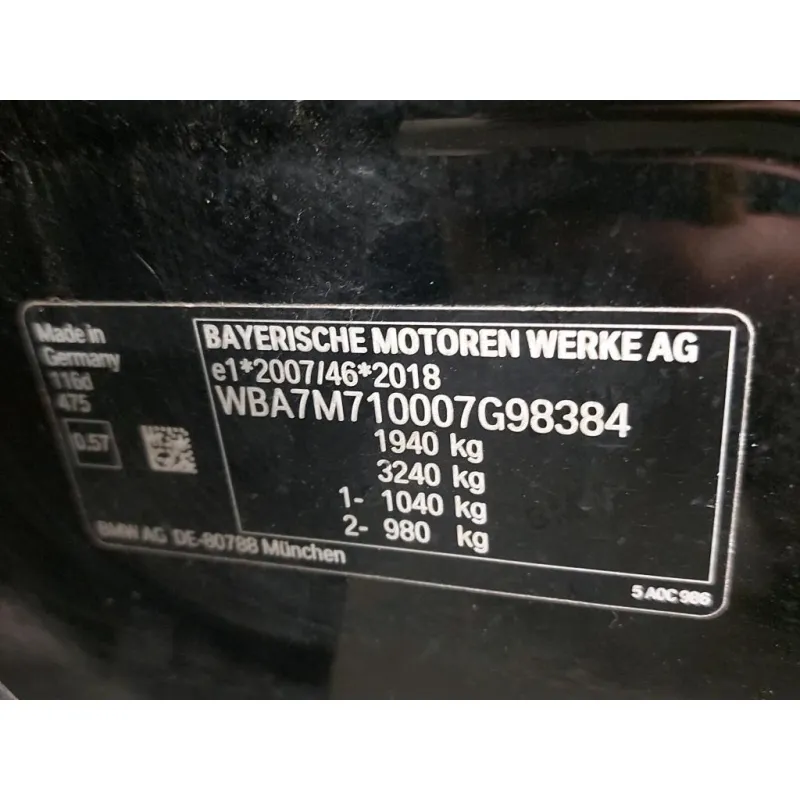 Made in
Germany
116d
475
0.57
BAYERISCHE MOTOREN WERKE AG
e1*2007/46*2018
WBA7M710007G98384
1940 kg
3240 kg
1- 1040 kg
2- 980 kg
BMW AG DE-80788 München
5 A0C 986